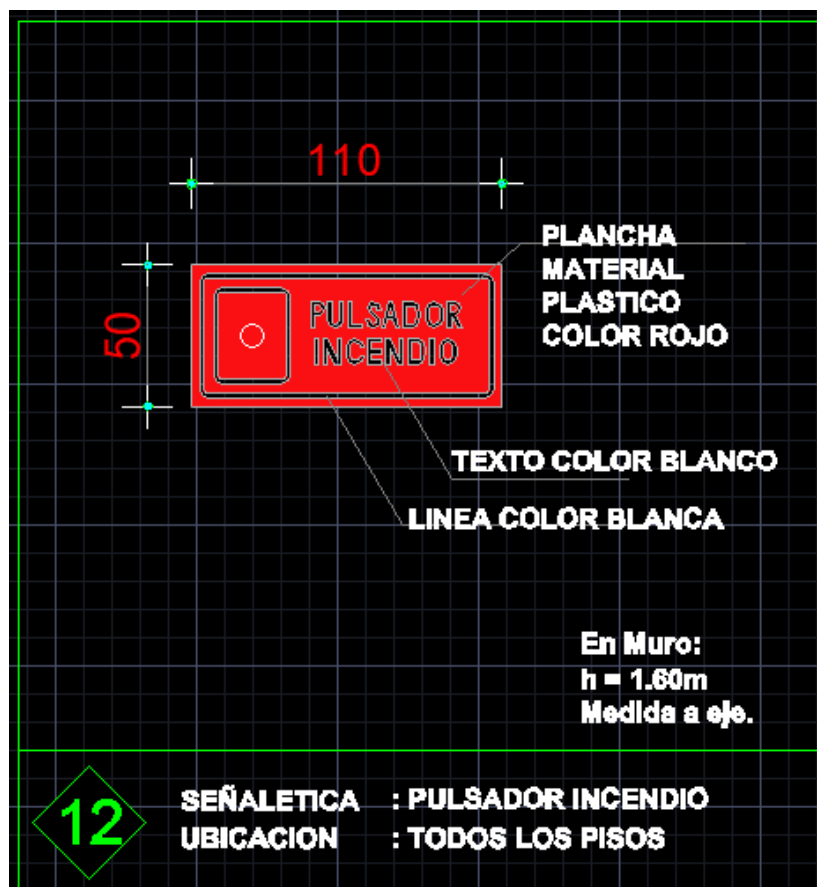 110
50
PULSADOR
INCENDIO
PLANCHA
MATERIAL
PLASTICO
COLOR ROJO
TEXTO COLOR BLANCO
LINEA COLOR BLANCA
En Muro:
h = 1.60m
Medida a eje.
12
SEÑALETICA : PULSADOR INCENDIO
UBICACION : TODOS LOS PISOS